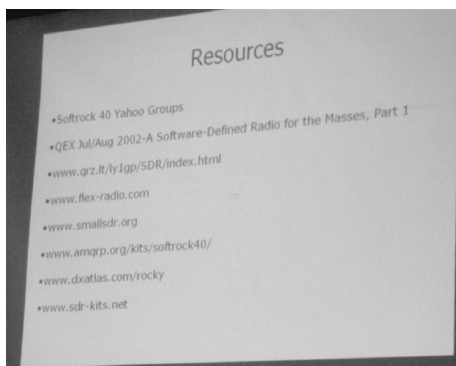 Resources
•Softrock 40 Yahoo Groups
•QEX Jul/Aug 2002-A Software-Defined Radio for the Masses, Part 1
•www.qrz.lt/ly1gp/SDR/index.html
•www.flex-radio.com
•www.smallsdr.org
•www.amqrp.org/kits/softrock40/
•www.dxatlas.com/rocky
•www.sdr-kits.net